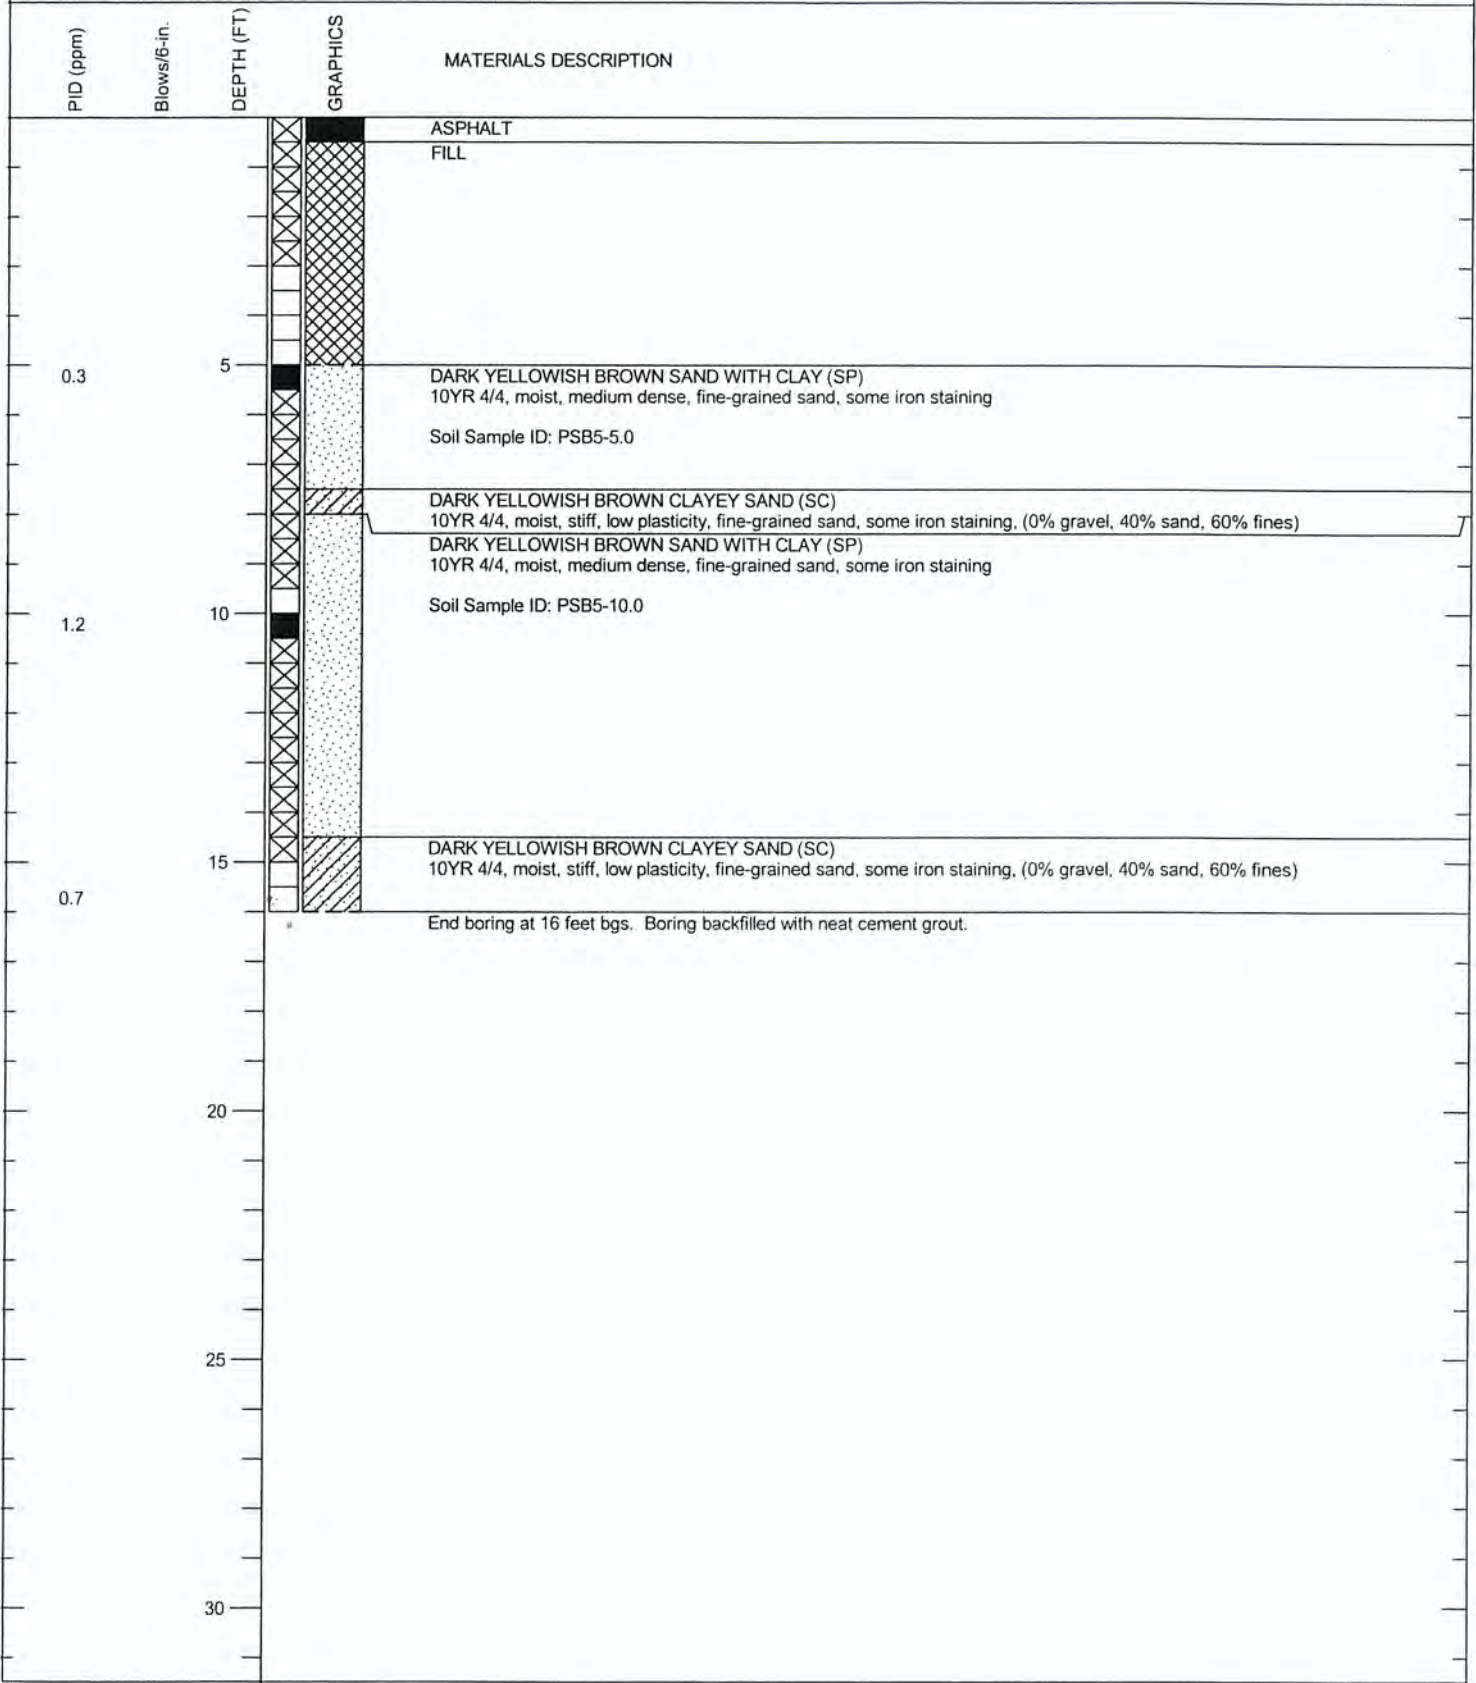 PID (ppm)
Blows/6-in.
DEPTH (FT)
GRAPHICS
MATERIALS DESCRIPTION
ASPHALT
FILL
0.3
5
DARK YELLOWISH BROWN SAND WITH CLAY (SP)
10YR 4/4, moist, medium dense, fine-grained sand, some iron staining
Soil Sample ID: PSB5-5.0
DARK YELLOWISH BROWN CLAYEY SAND (SC)
10YR 4/4, moist, stiff, low plasticity, fine-grained sand, some iron staining, (0% gravel, 40% sand, 60% fines)
DARK YELLOWISH BROWN SAND WITH CLAY (SP)
10YR 4/4, moist, medium dense, fine-grained sand, some iron staining
Soil Sample ID: PSB5-10.0
1.2
10
DARK YELLOWISH BROWN CLAYEY SAND (SC)
15
10YR 4/4, moist, stiff, low plasticity, fine-grained sand, some iron staining, (0% gravel, 40% sand, 60% fines)
0.7
End boring at 16 feet bgs. Boring backfilled with neat cement grout.
20
25
30